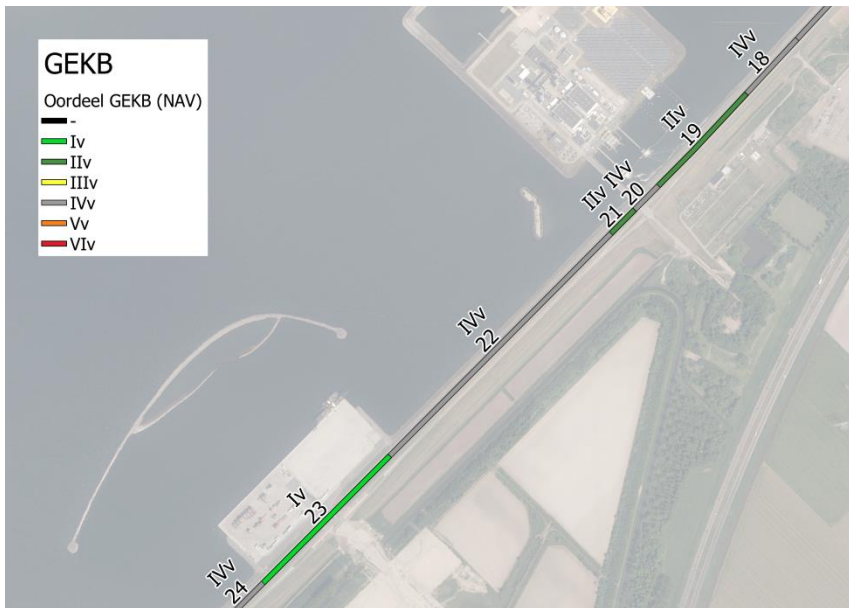 GEKB
Oordeel GEKB (NAV)
-
Iv
IIv
IIIv
IVv
Vv
VIv
IVv
18
IIv
19
IVv
20
IIv
21
IVv
22
Iv
23
IVv
24